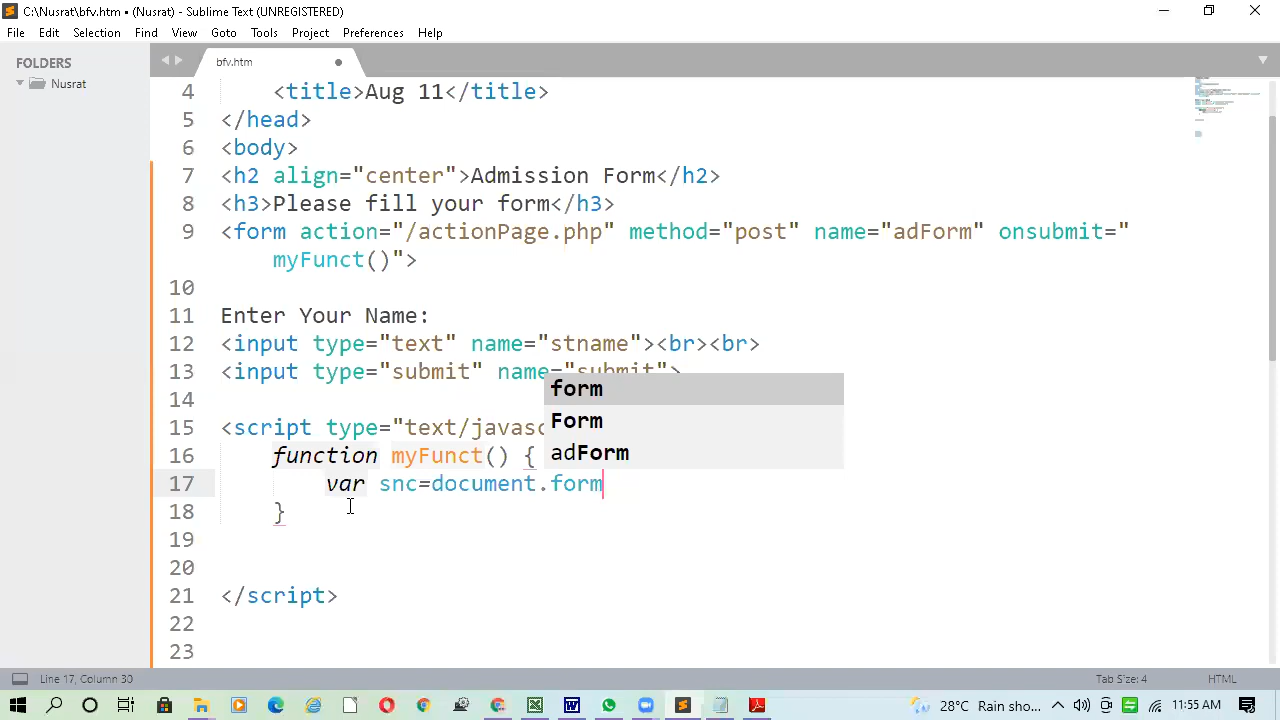 C:\Nusrat\bfv.htm • (Nusrat) - Sublime Text (UNREGISTERED)
File Edit Selection Find View Goto Tools Project Preferences Help
FOLDERS
Nusrat
bfv.htm
4 <title>Aug 11</title>
5 </head>
6 <body>
7 <h2 align="center">Admission Form</h2>
8 <h3>Please fill your form</h3>
9 <form action="/actionPage.php" method="post" name="adForm" onsubmit="
myFunct()">
10
11 Enter Your Name:
12 <input type="text" name="stname"><br><br>
13 <input type="submit" name="submit">
14
15 <script type="text/javasc
16 function myFunct() {
17 var snc=document.form
18 }
19
20
21 </script>
22
23
form
Form
adForm
Line 17, Column 30
Tab Size: 4
HTML
28°C Rain sho...
11:55 AM